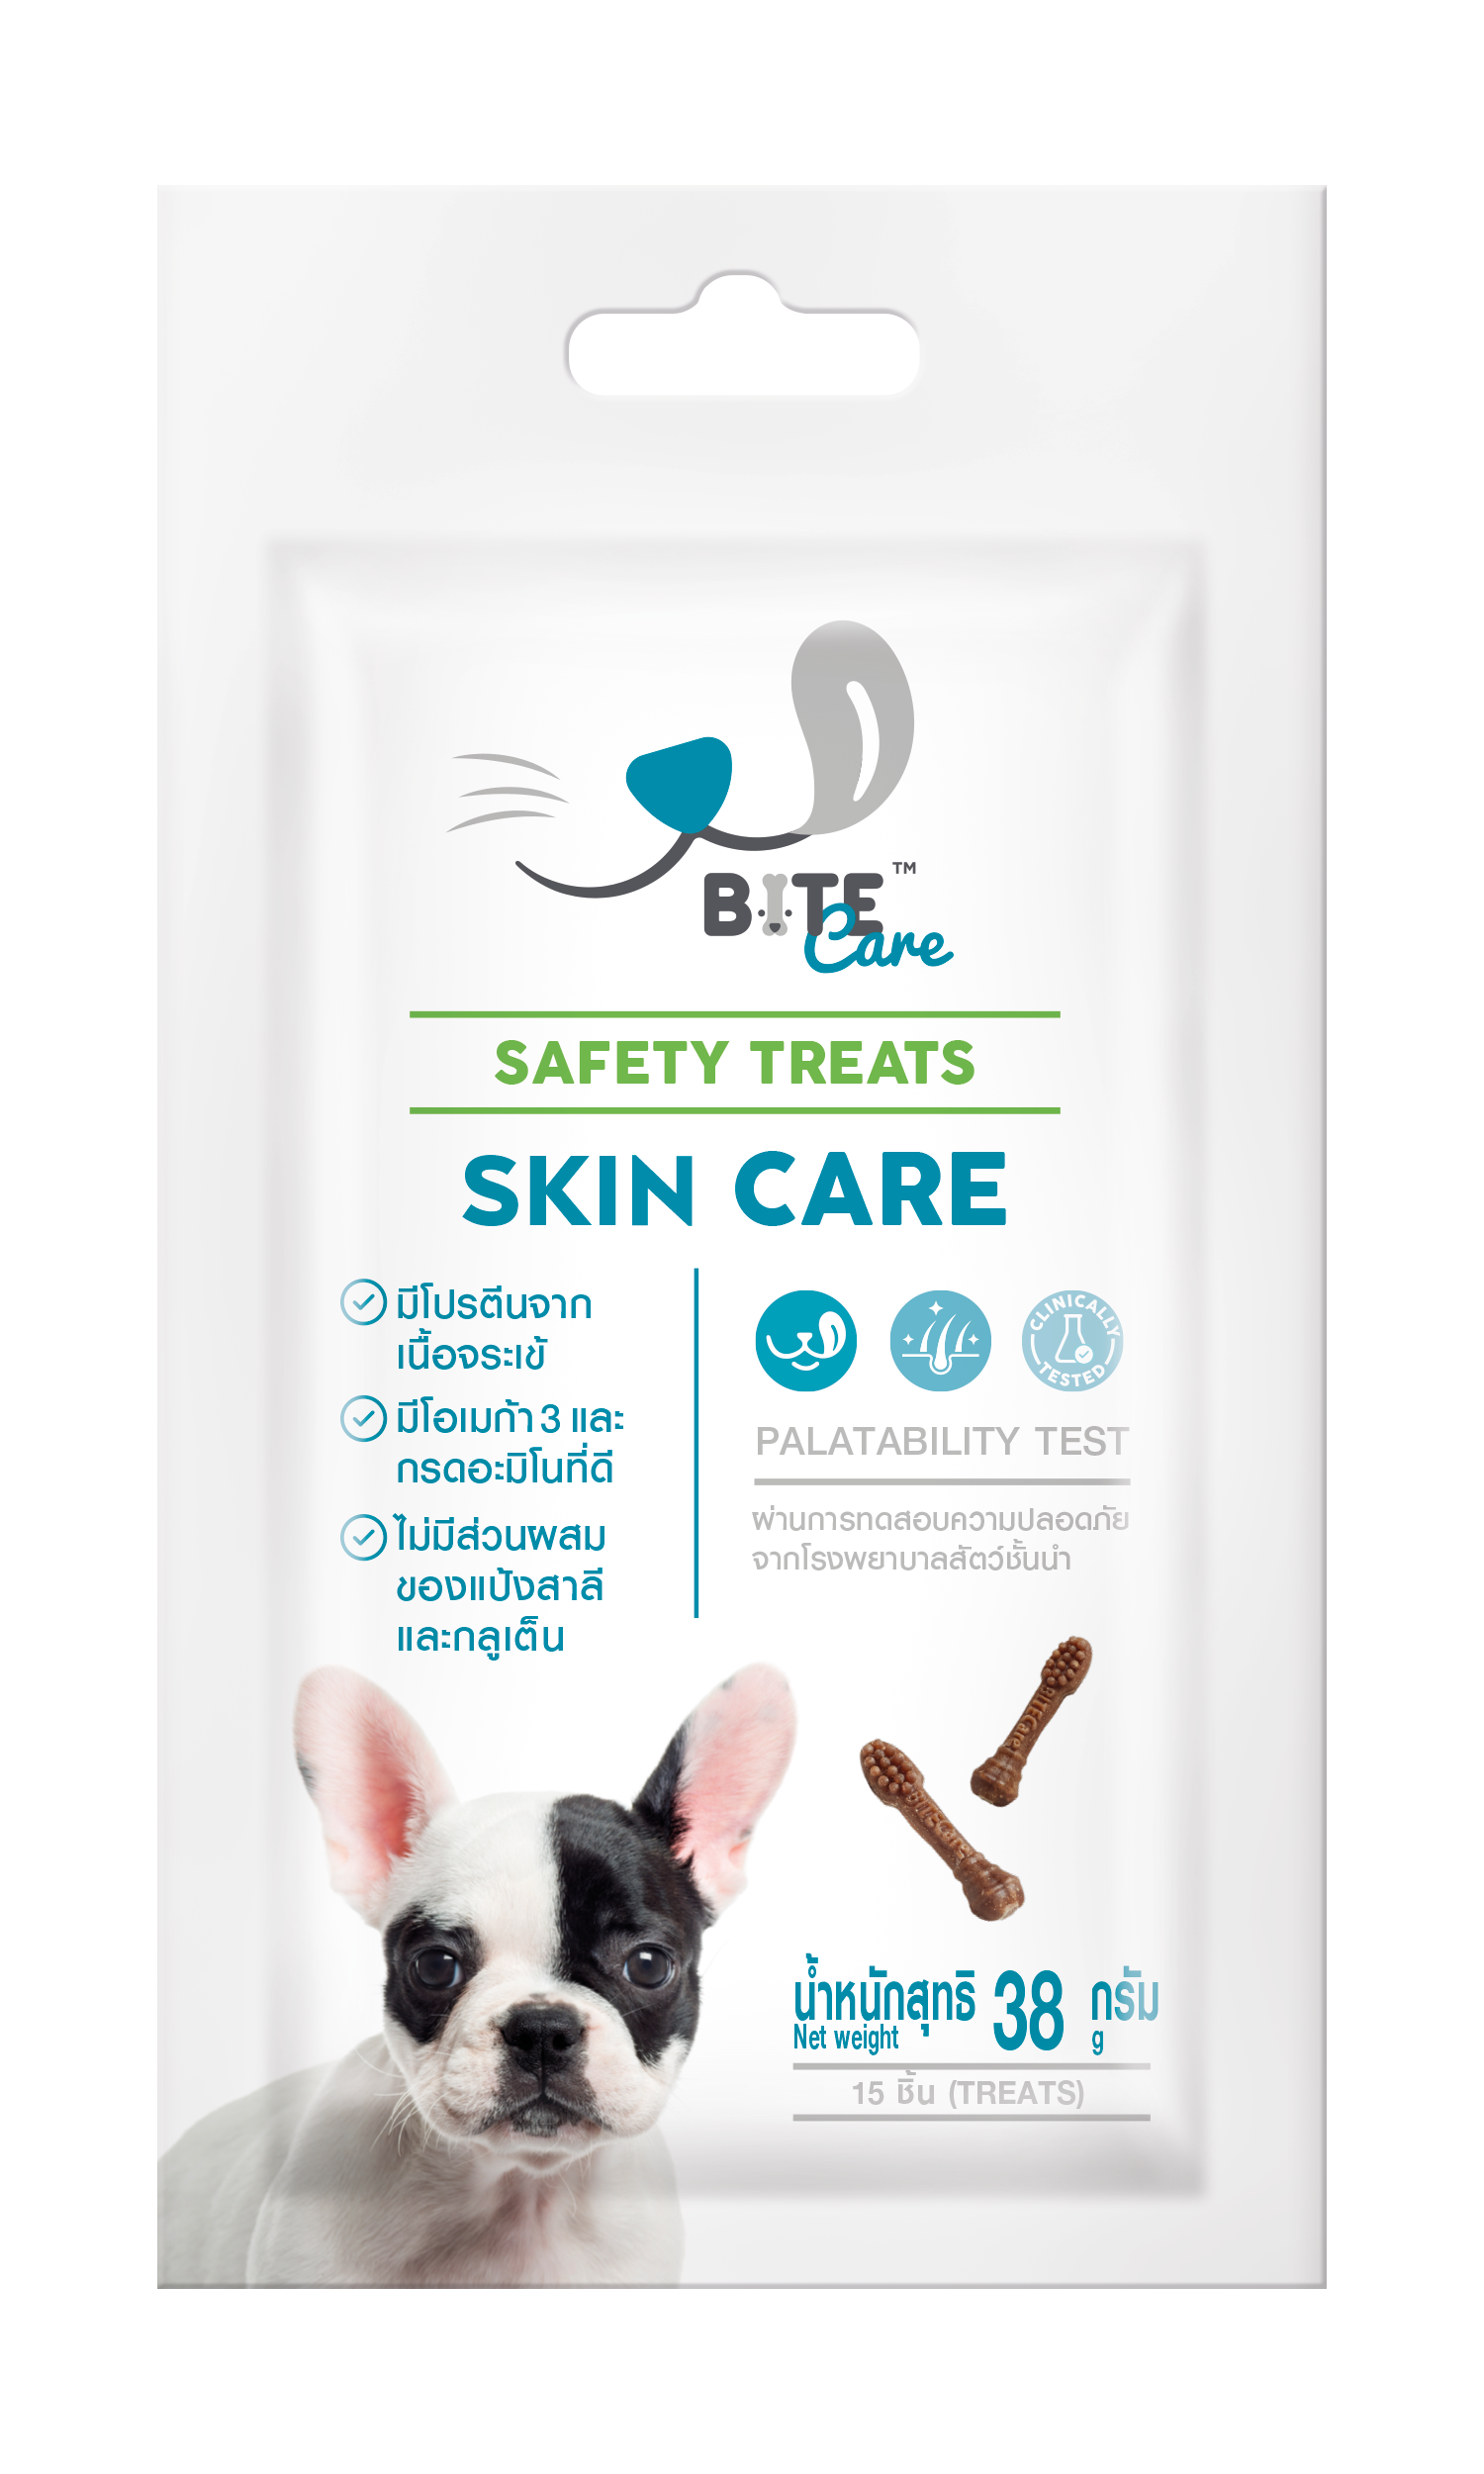 BITE™
Care
SAFETY TREATS
SKIN CARE
มีโปรตีนจาก
เนื้อจระเข้
มีโอเมก้า 3 และ
กรดอะมิโนที่ดี
ไม่มีส่วนผสม
ของแป้งสาลี
และกลูเต็น
CLINICALLY
TESTED
PALATABILITY TEST
ผ่านการทดสอบความปลอดภัย
จากโรงพยาบาลสัตว์ชั้นนำ
BITECare
BITECare
น้ำหนักสุทธิ 38 กรัม
Net weight g
15 ชิ้น (TREATS)